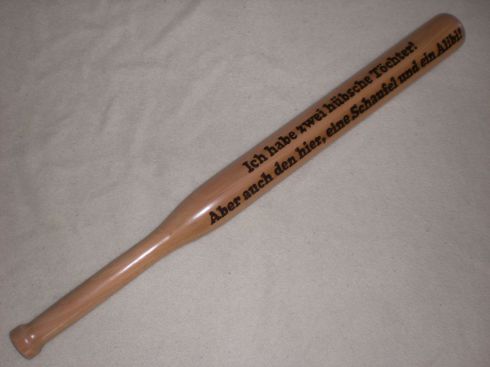 Ich habe zwei hübsche Töchter!
Aber auch den hier, eine Schaufel und ein Alibi!